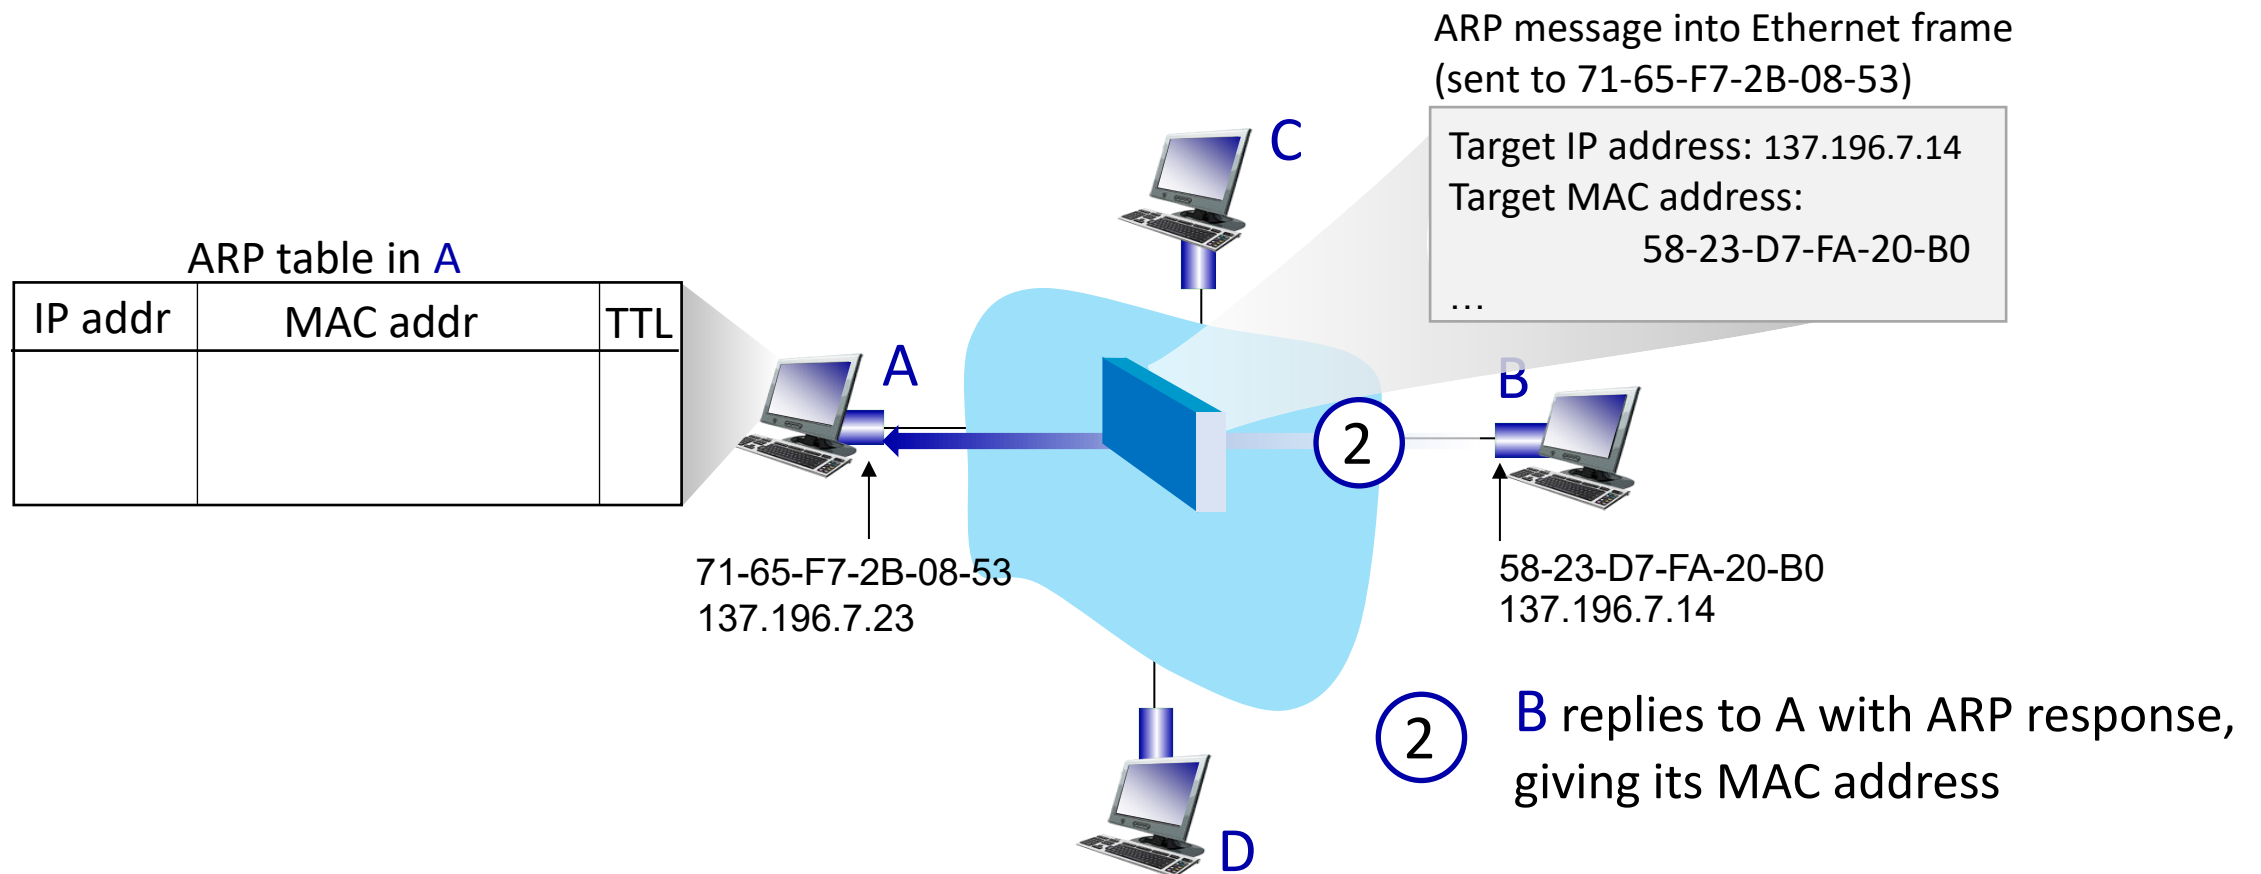 ARP message into Ethernet frame
(sent to 71-65-F7-2B-08-53)
Target IP address: 137.196.7.14
Target MAC address:
58-23-D7-FA-20-B0
…
C
ARP table in A
IP addr MAC addr TTL
A
B
2
71-65-F7-2B-08-53
137.196.7.23
58-23-D7-FA-20-B0
137.196.7.14
2 B replies to A with ARP response,
giving its MAC address
D